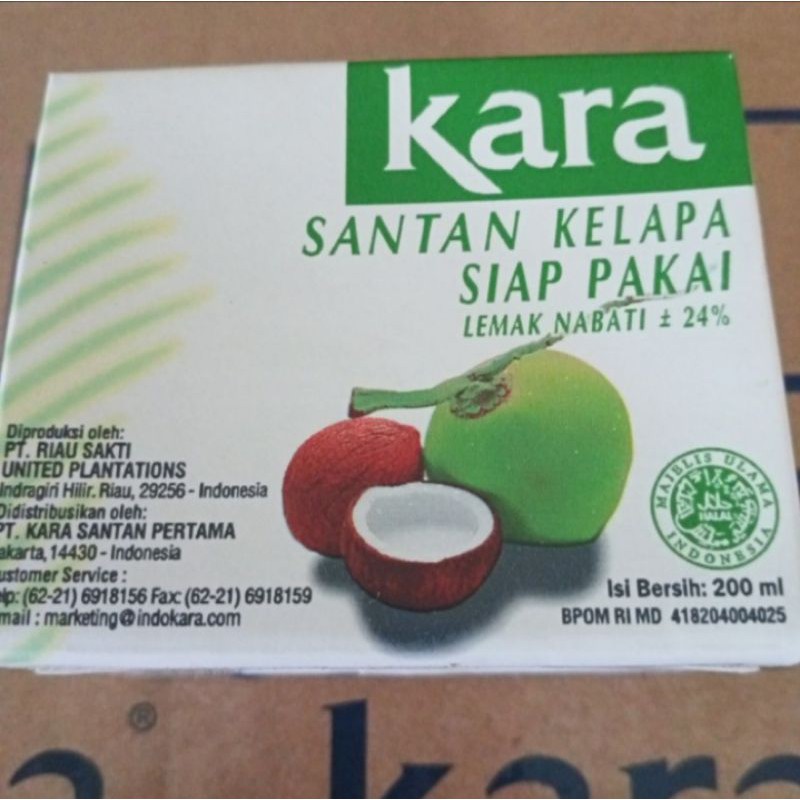 kara
SANTAN KELAPA
SIAP PAKAI
LEMAK NABATI ± 24%
Diproduksi oleh:
PT. RIAU SAKTI
UNITED PLANTATIONS
Indragiri Hilir. Riau, 29256 - Indonesia
Didistribusikan oleh:
PT. KARA SANTAN PERTAMA
akarta, 14430 - Indonesia
ustomer Service :
elp: (62-21) 6918156 Fax: (62-21) 6918159
mail : marketing@indokara.com
MAJELIS ULAMA
HALAL
INDONESIA
Isi Bersih: 200 ml
BPOM RI MD 418204004025
a ® kara